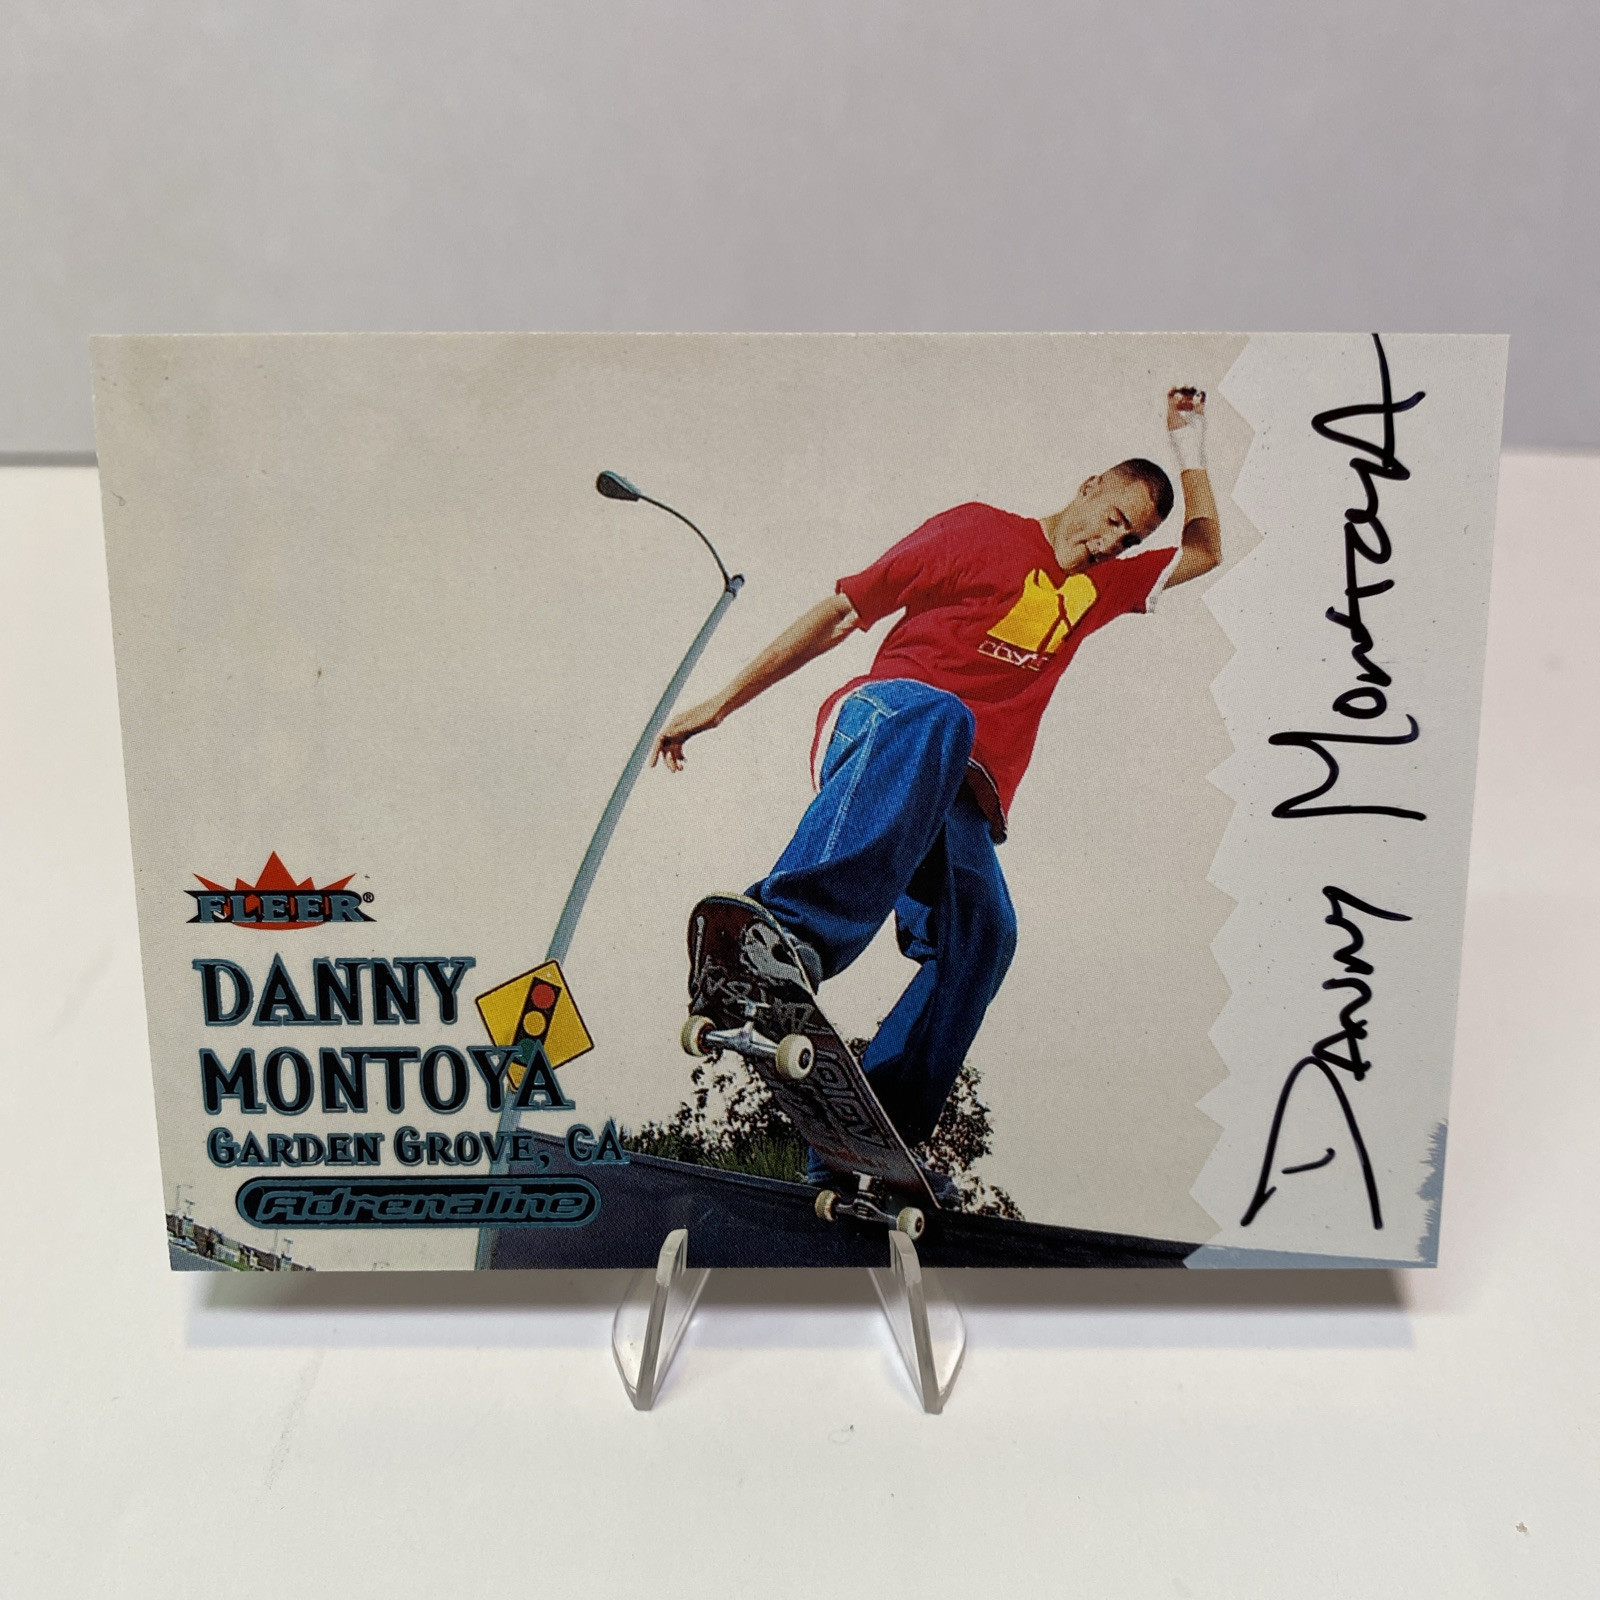 FLEER®
DANNY
MONTOYA
GARDEN GROVE, CA
Adrenaline
Danny Montoya